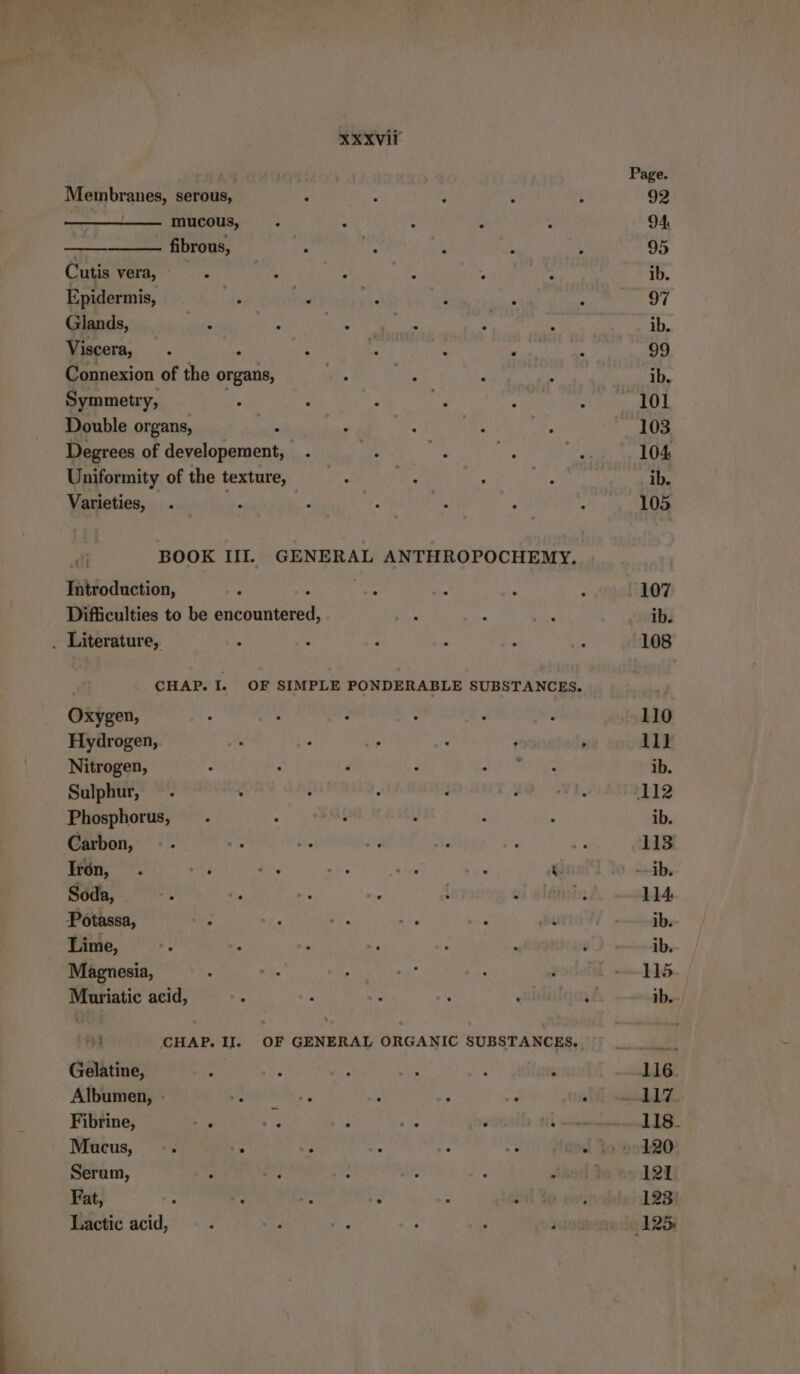 xxxvii
Page.
Membranes, serous, . . . . . 92
——— mucous, . . . . . 94
——— fibrous, . . . . . 95
Cutis vera, . . . . . . ib.
Epidermis, . . . . . . 97
Glands, . . . . . . ib.
Viscera, . . . . . . . 99
Connexion of the organs, . . . . ib.
Symmetry, . . . . . . 101
Double organs, . . . . . 103
Degrees of developement, . . . . . 104
Uniformity of the texture, . . . . ib.
Varieties, . . . . . . . 105
BOOK III. GENERAL ANTHROPOCHEMY.
Introduction, . . . . . . 107
Difficulties to be encountered, . . . ib.
Literature, . . . . . . 108
CHAP. I. OF SIMPLE PONDERABLE SUBSTANCES.
Oxygen, . . . . . . 110
Hydrogen, . . . . . . 111
Nitrogen, . . . . . . ib.
Sulphur, . . . . . . . 112
Phosphorus, . . . . . . ib.
Carbon, . . . . . . . 113
Iron, . . . . . . . ib.
Soda, . . . . . . . 114
Potassa, . . . . . . ib.
Lime, . . . . . . . ib.
Magnesia, . . . . . . 115
Muriatic acid, . . . . . . ib.
CHAP. II. OF GENERAL ORGANIC SUBSTANCES.
Gelatine, . . . . . . 116
Albumen, . . . . . . 117
Fibrine, . . . . . . 118
Mucus, . . . . . . . 120
Serum, . . . . . . 121
Fat, . . . . . . . 123
Lactic acid, . . . . . . 125